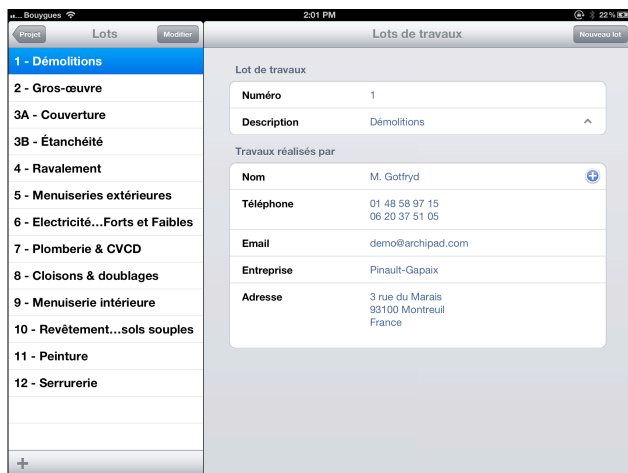 ... Bouygues 2:01 PM 22 %
Projet Lots Modifier
Lots de travaux Nouveau lot
1 - Démolitions
2 - Gros-œuvre
3A - Couverture
3B - Étanchéité
4 - Ravalement
5 - Menuiseries extérieures
6 - Electricité...Forts et Faibles
7 - Plomberie & CVCD
8 - Cloisons & doublages
9 - Menuiserie intérieure
10 - Revêtement...sols souples
11 - Peinture
12 - Serrurerie
Lot de travaux
Numéro 1
Description Démolitions
Travaux réalisés par
Nom M. Gotfryd
Téléphone 01 48 58 97 15
06 20 37 51 05
Email demo@archipad.com
Entreprise Pinault-Gapaix
Adresse 3 rue du Marais
93100 Montreuil
France